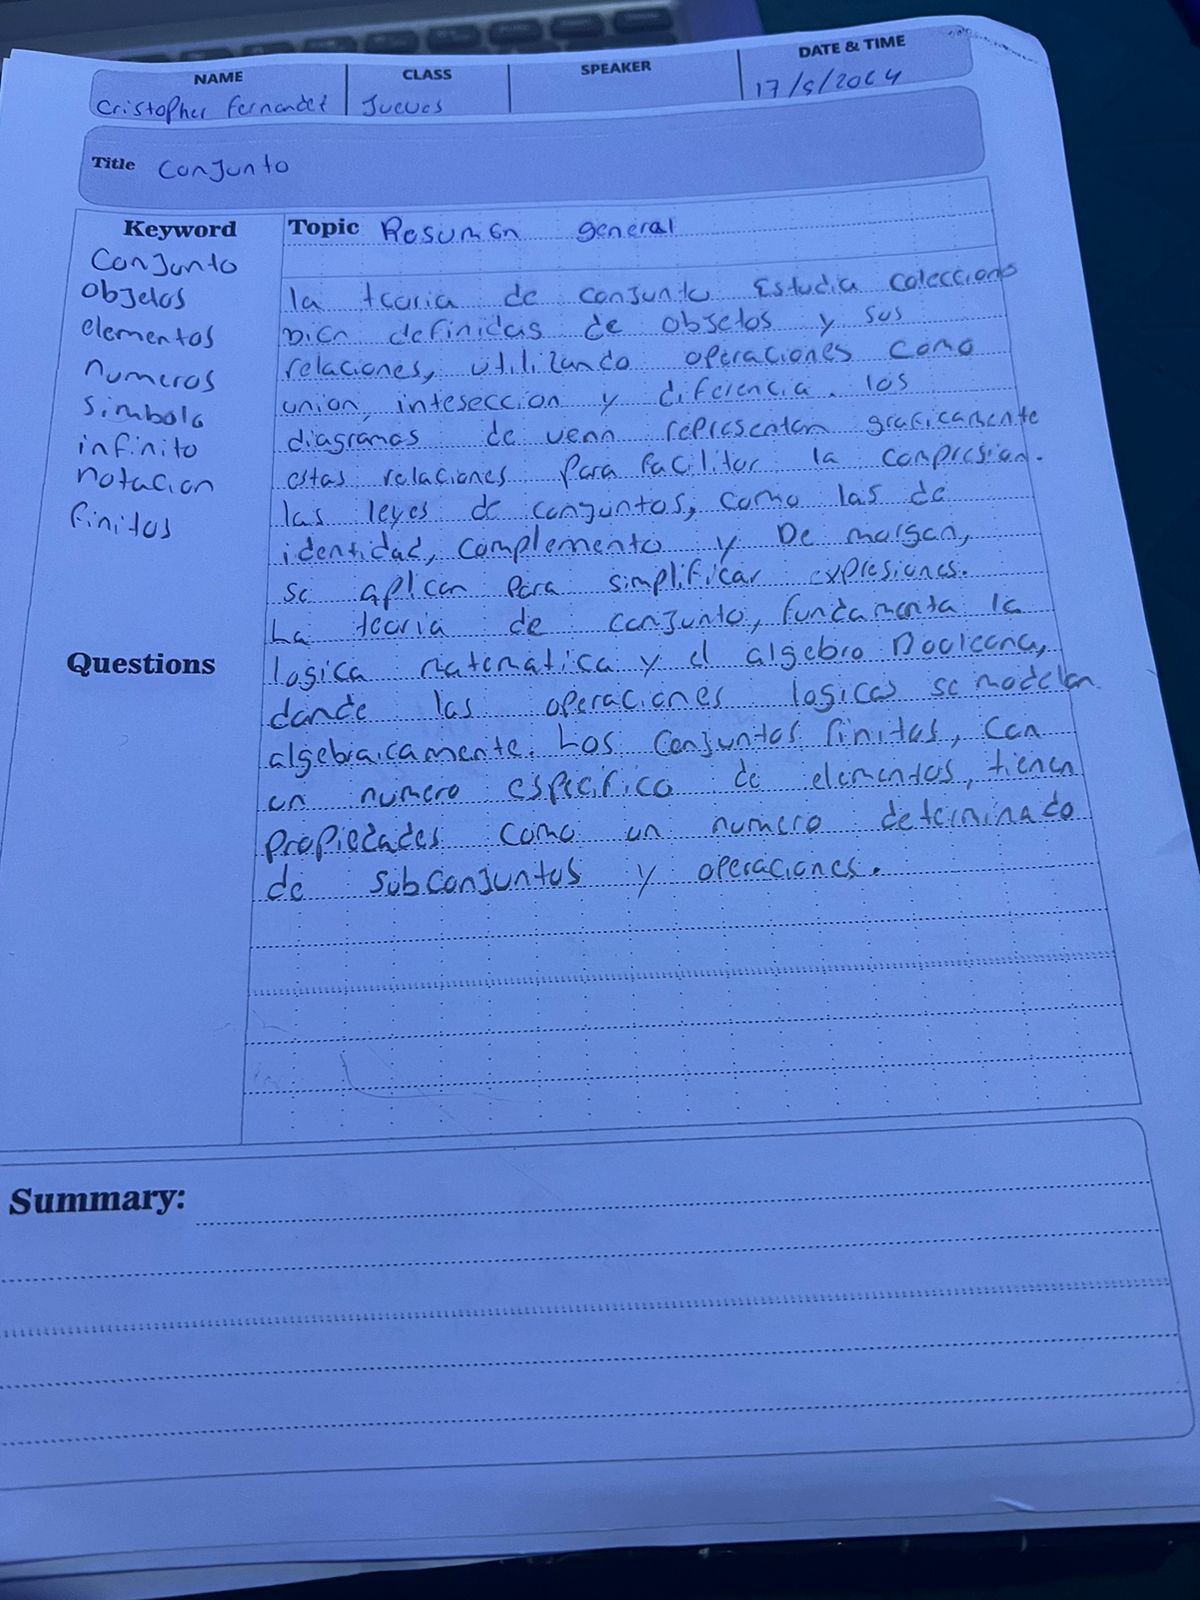 NAME CLASS SPEAKER DATE & TIME
Cristopher Fernandez Jueves 17/5/2004
Title Conjunto
Keyword
Conjunto
Objelos
elementos
numeros
simbolo
infinito
notacion
finitos
Questions
Topic Resumen general
la teoria de conjunto Estudia colecciones
bien definidas de objetos y sus
relaciones, utilizando operaciones como
union, inteseccion y diferencia. los
diagramas de venn representan graficamente
estas relaciones para facilitar la compresion.
las leyes de conjuntos, como las de
identidad, complemento y De morgan,
se aplican para simplificar expresiones.
La teoria de conjunto, fundamenta la
logica matematica y el algebra Booleana,
donde las operaciones logicas se modelan
algebraicamente. Los conjuntos finitos, con
un numero especifico de elementos, tienen
propiedades como un numero determinado
de subconjuntos y operaciones.
Summary: